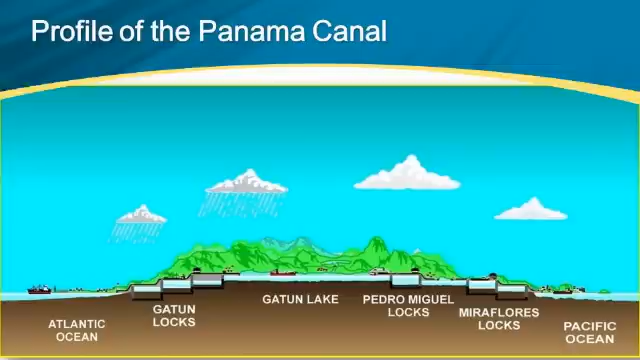 Profile of the Panama Canal
ATLANTIC
OCEAN
GATUN
LOCKS
GATUN LAKE
PEDRO MIGUEL
LOCKS
MIRAFLORES
LOCKS
PACIFIC
OCEAN